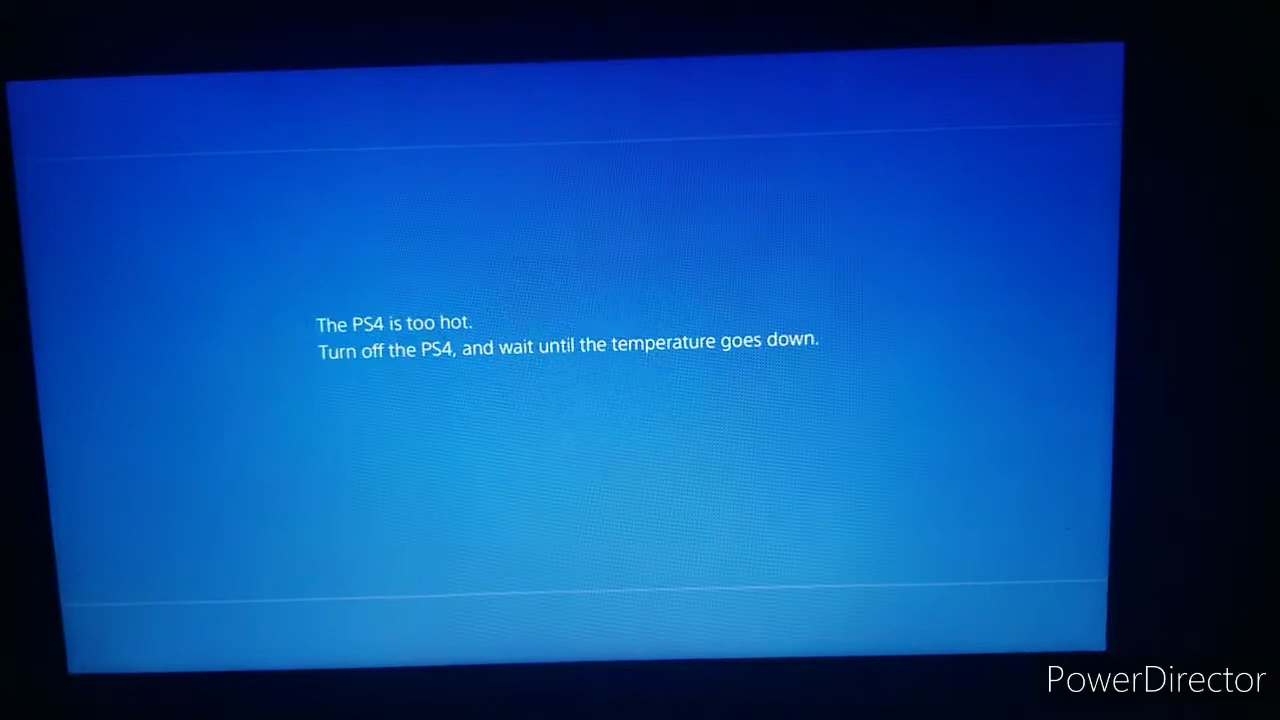 The PS4 is too hot.
Turn off the PS4, and wait until the temperature goes down.
PowerDirector